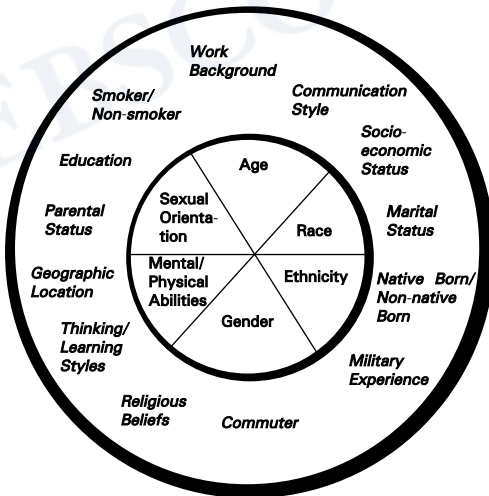 Work
Background
Communication
Style
Socio-
economic
Status
Marital
Status
Native Born/
Non-native
Born
Military
Experience
Commuter
Religious
Beliefs
Thinking/
Learning
Styles
Geographic
Location
Parental
Status
Education
Smoker/
Non-smoker
Age
Race
Ethnicity
Gender
Mental/
Physical
Abilities
Sexual
Orienta-
tion